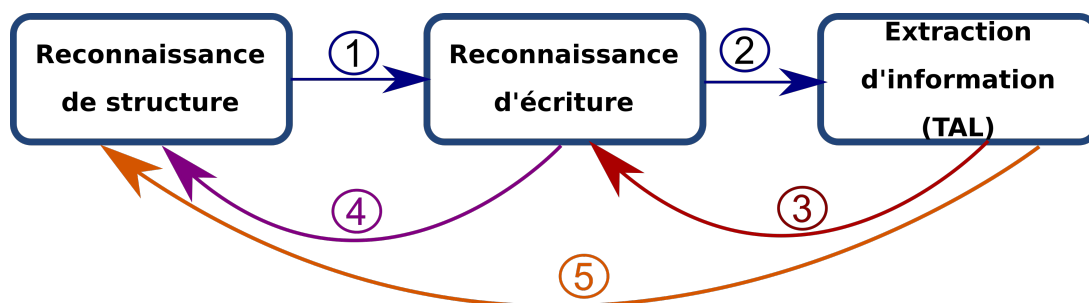 Reconnaissance
de structure
1
Reconnaissance
d'écriture
2
Extraction
d'information
(TAL)
4
3
5